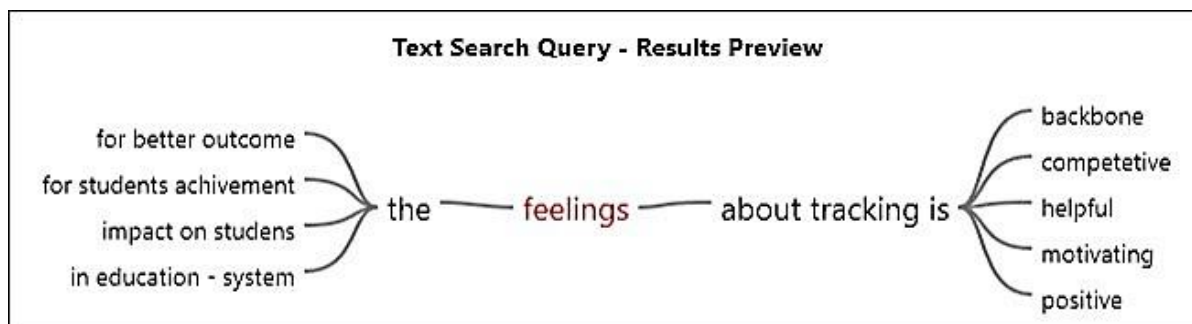 Text Search Query - Results Preview
for better outcome
for students achivement
impact on studens
in education - system
the
feelings
about tracking is
backbone
competetive
helpful
motivating
positive